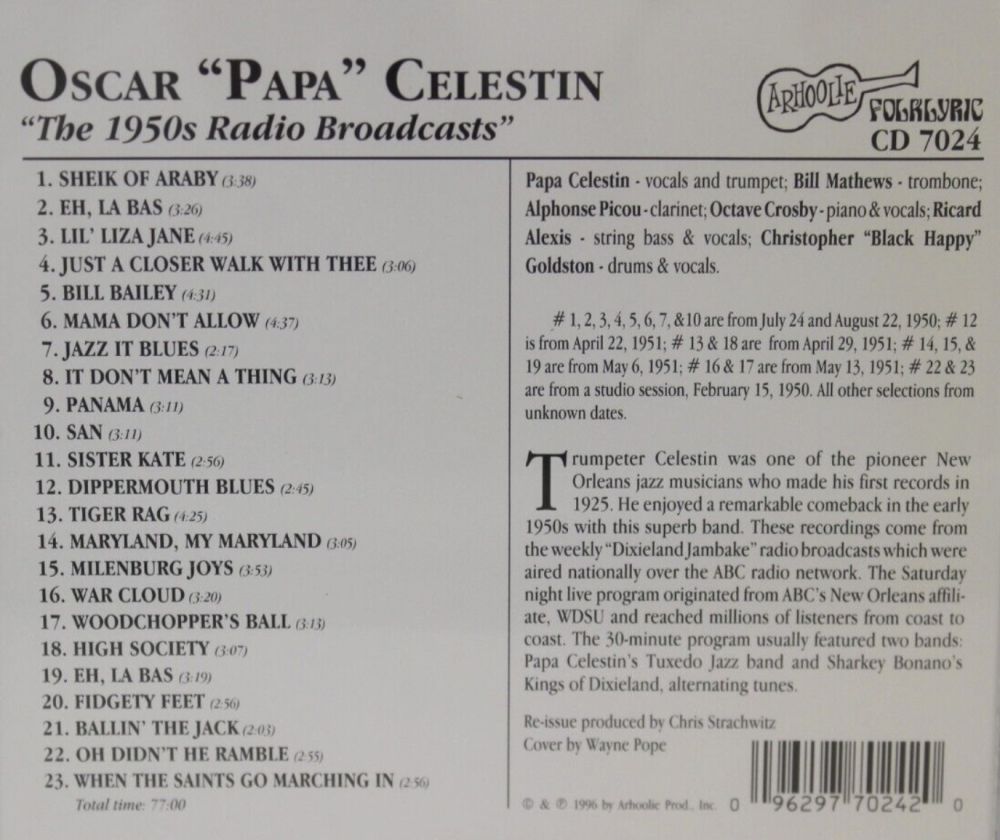 OSCAR “PAPA” CELESTIN
“The 1950s Radio Broadcasts”
ARHOOLIE
FOLKLYRIC
CD 7024
1. SHEIK OF ARABY (3:38)
2. EH, LA BAS (3:26)
3. LIL’ LIZA JANE (4:45)
4. JUST A CLOSER WALK WITH THEE (3:06)
5. BILL BAILEY (4:31)
6. MAMA DON’T ALLOW (4:37)
7. JAZZ IT BLUES (2:17)
8. IT DON’T MEAN A THING (3:13)
9. PANAMA (3:11)
10. SAN (3:11)
11. SISTER KATE (2:56)
12. DIPPERMOUTH BLUES (2:45)
13. TIGER RAG (4:25)
14. MARYLAND, MY MARYLAND (3:05)
15. MILENBURG JOYS (3:53)
16. WAR CLOUD (3:20)
17. WOODCHOPPER’S BALL (3:13)
18. HIGH SOCIETY (3:07)
19. EH, LA BAS (3:19)
20. FIDGETY FEET (2:56)
21. BALLIN’ THE JACK (2:03)
22. OH DIDN’T HE RAMBLE (2:55)
23. WHEN THE SAINTS GO MARCHING IN (2:56)
Total time: 77:00
Papa Celestin - vocals and trumpet; Bill Mathews - trombone;
Alphonse Picou - clarinet; Octave Crosby - piano & vocals; Ricard
Alexis - string bass & vocals; Christopher “Black Happy”
Goldston - drums & vocals.
# 1, 2, 3, 4, 5, 6, 7, &10 are from July 24 and August 22, 1950; # 12
is from April 22, 1951; # 13 & 18 are from April 29, 1951; # 14, 15, &
19 are from May 6, 1951; # 16 & 17 are from May 13, 1951; # 22 & 23
are from a studio session, February 15, 1950. All other selections from
unknown dates.
Trumpeter Celestin was one of the pioneer New
Orleans jazz musicians who made his first records in
1925. He enjoyed a remarkable comeback in the early
1950s with this superb band. These recordings come from
the weekly “Dixieland Jambake” radio broadcasts which were
aired nationally over the ABC radio network. The Saturday
night live program originated from ABC’s New Orleans affili-
ate, WDSU and reached millions of listeners from coast to
coast. The 30-minute program usually featured two bands:
Papa Celestin’s Tuxedo Jazz band and Sharkey Bonano’s
Kings of Dixieland, alternating tunes.
Re-issue produced by Chris Strachwitz
Cover by Wayne Pope
© & ℗ 1996 by Arhoolie Prod., Inc.
0 96297 70242 0